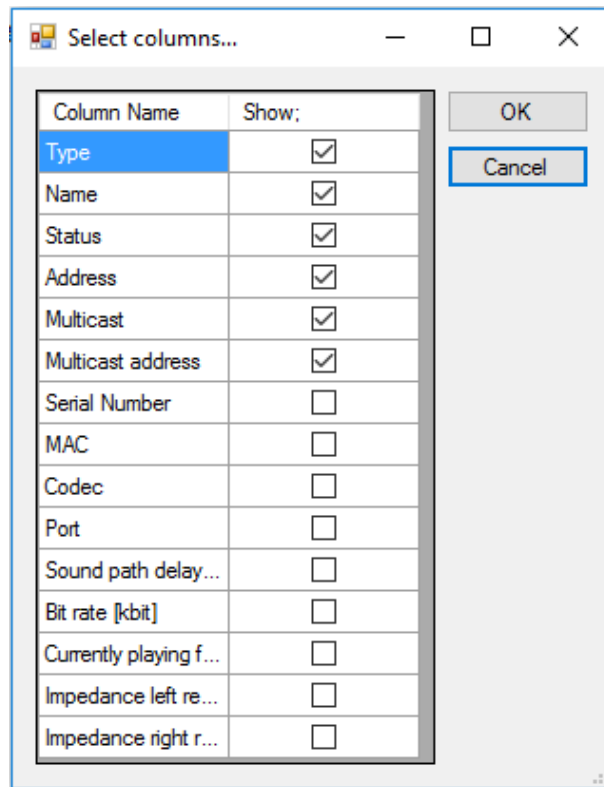 Select columns...
Column Name Show;
OK
Type
Cancel
Name
Status
Address
Multicast
Multicast address
Serial Number
MAC
Codec
Port
Sound path delay...
Bit rate [kbit]
Currently playing f...
Impedance left re...
Impedance right r...